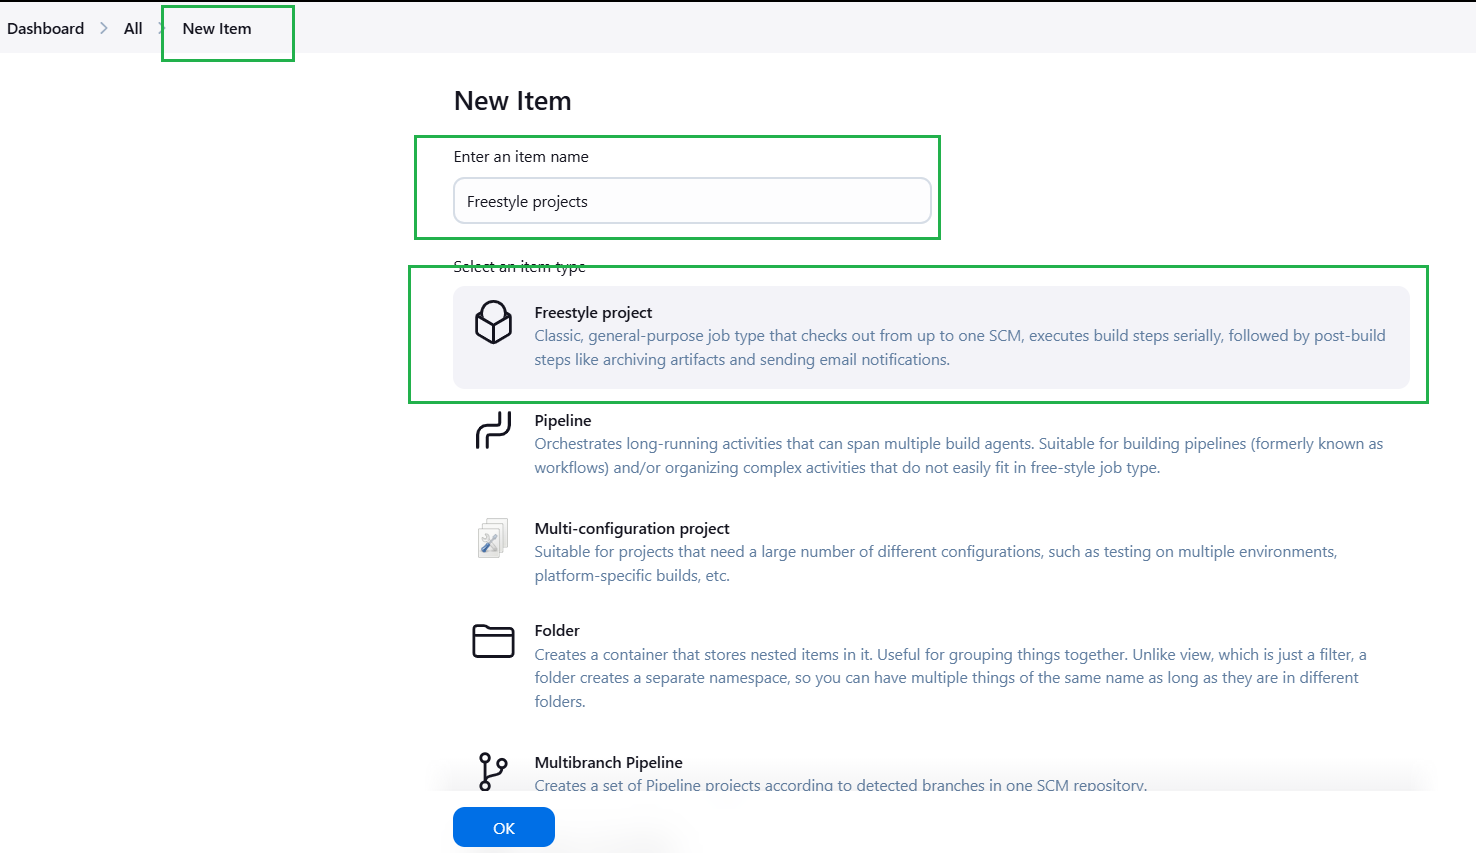 Dashboard > All > New Item
New Item
Enter an item name
Freestyle projects
Select an item type
Freestyle project
Classic, general-purpose job type that checks out from up to one SCM, executes build steps serially, followed by post-build
steps like archiving artifacts and sending email notifications.
Pipeline
Orchestrates long-running activities that can span multiple build agents. Suitable for building pipelines (formerly known as
workflows) and/or organizing complex activities that do not easily fit in free-style job type.
Multi-configuration project
Suitable for projects that need a large number of different configurations, such as testing on multiple environments,
platform-specific builds, etc.
Folder
Creates a container that stores nested items in it. Useful for grouping things together. Unlike view, which is just a filter, a
folder creates a separate namespace, so you can have multiple things of the same name as long as they are in different
folders.
Multibranch Pipeline
Creates a set of Pipeline projects according to detected branches in one SCM repository.
OK